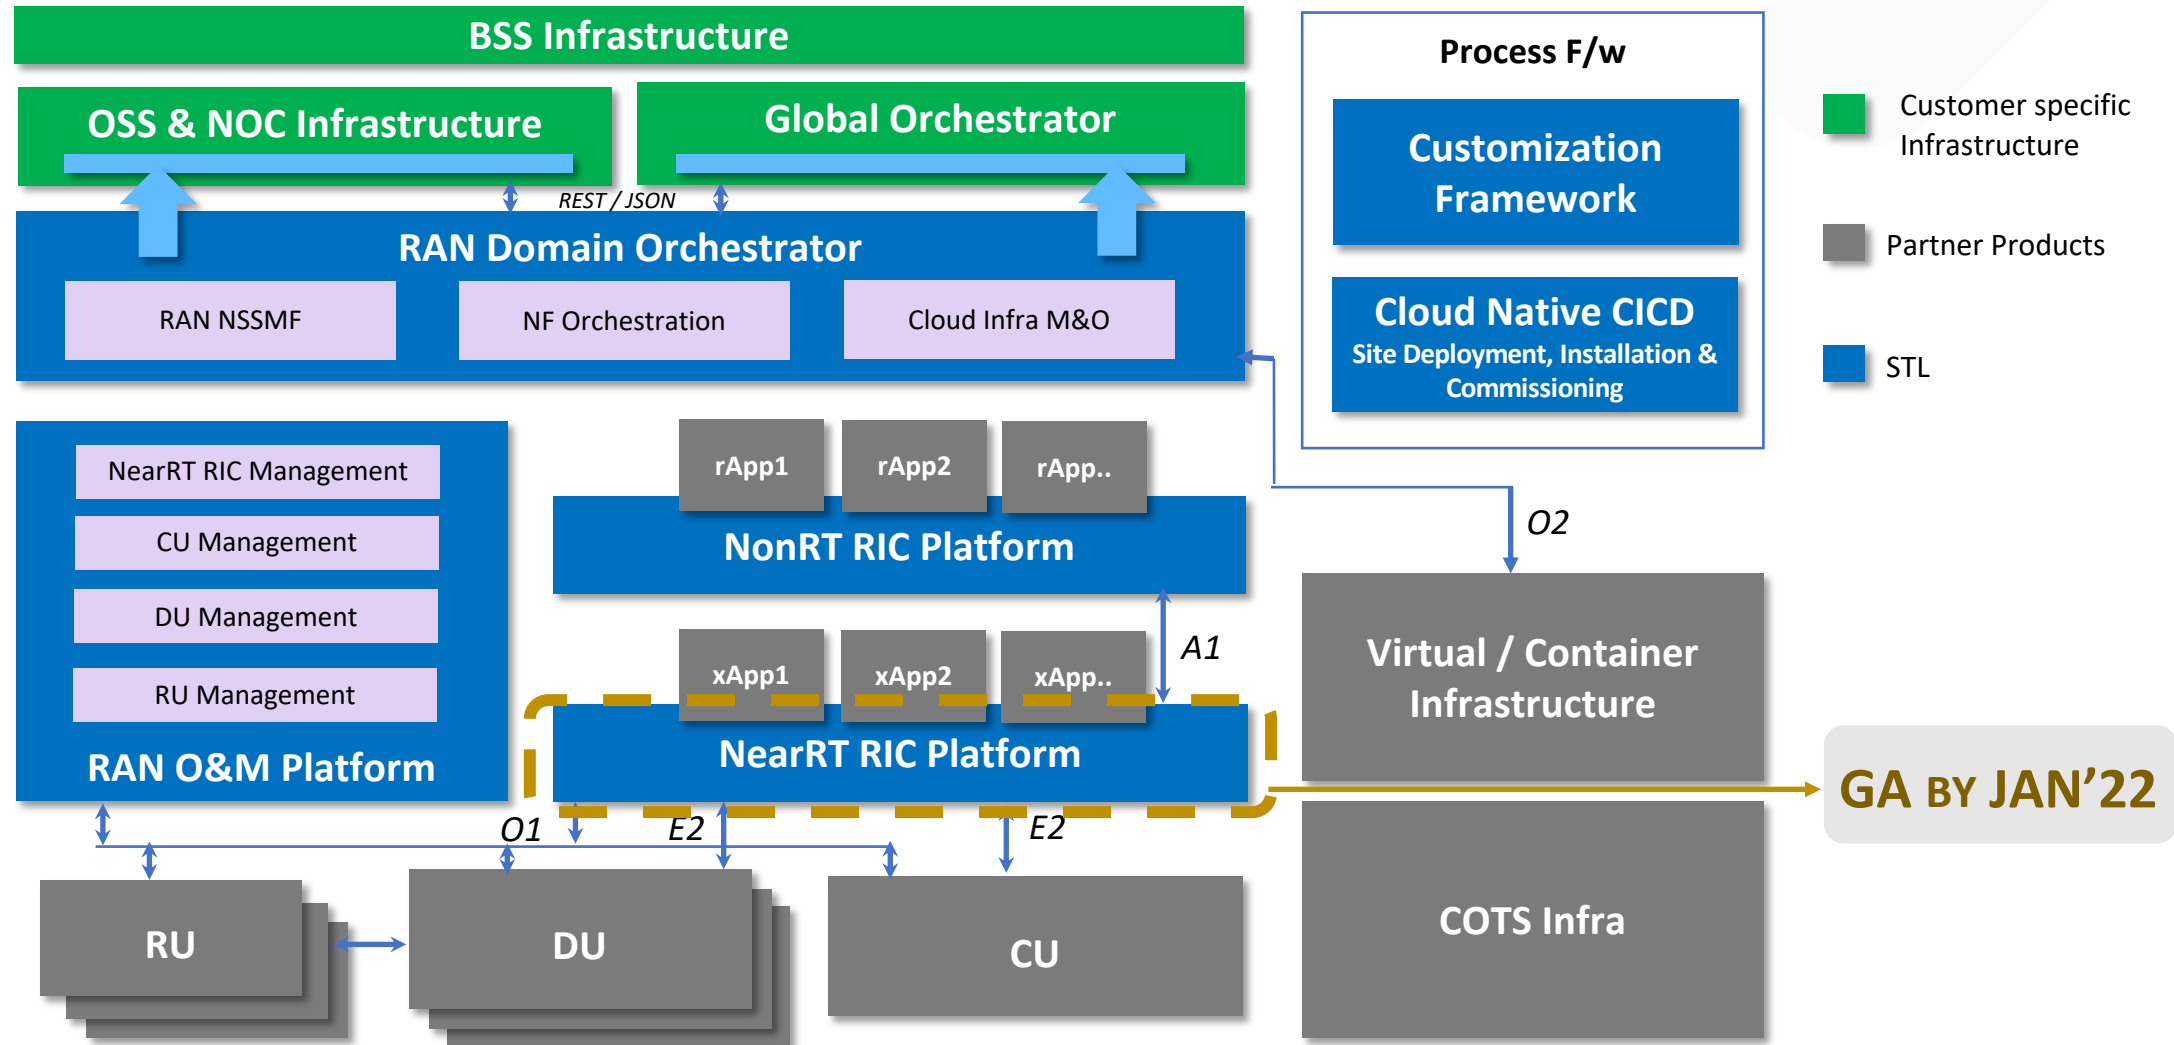 BSS Infrastructure
OSS & NOC Infrastructure
Global Orchestrator
REST / JSON
RAN Domain Orchestrator
RAN NSSMF
NF Orchestration
Cloud Infra M&O
Process F/w
Customization
Framework
Cloud Native CICD
Site Deployment, Installation &
Commissioning
Customer specific
Infrastructure
Partner Products
STL
NearRT RIC Management
CU Management
DU Management
RU Management
RAN O&M Platform
rApp1
rApp2
rApp..
NonRT RIC Platform
A1
xApp1
xApp2
xApp..
NearRT RIC Platform
O2
Virtual / Container
Infrastructure
GA BY JAN’22
O1
E2
E2
RU
DU
CU
COTS Infra